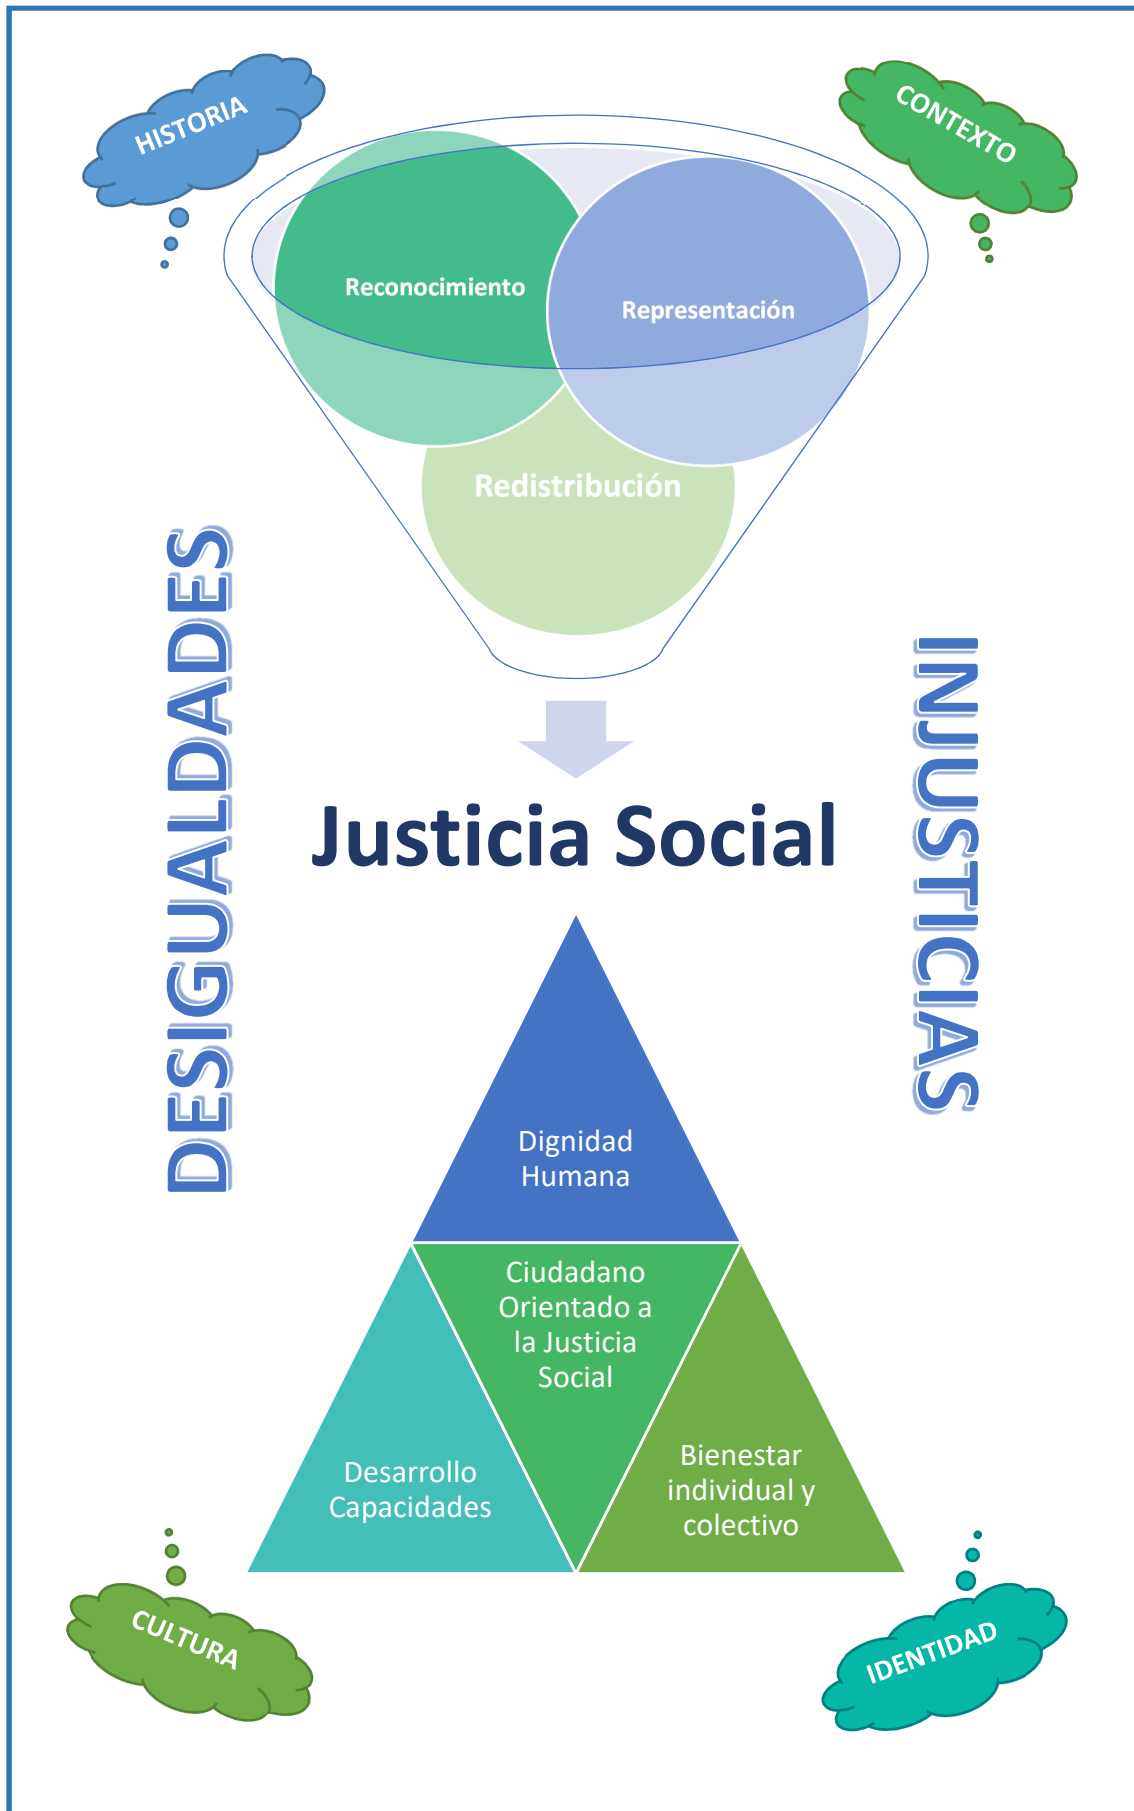 HISTORIA
CONTEXTO
Reconocimiento
Representación
Redistribución
DESIGUALDADES
INJUSTICIAS
Justicia Social
Dignidad
Humana
Ciudadano
Orientado a
la Justicia
Social
Desarrollo
Capacidades
Bienestar
individual y
colectivo
CULTURA
IDENTIDAD